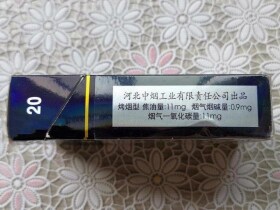 20
河北中烟工业有限责任公司出品
烤烟型 焦油量:11mg 烟气烟碱量:0.9mg
烟气一氧化碳量:11mg